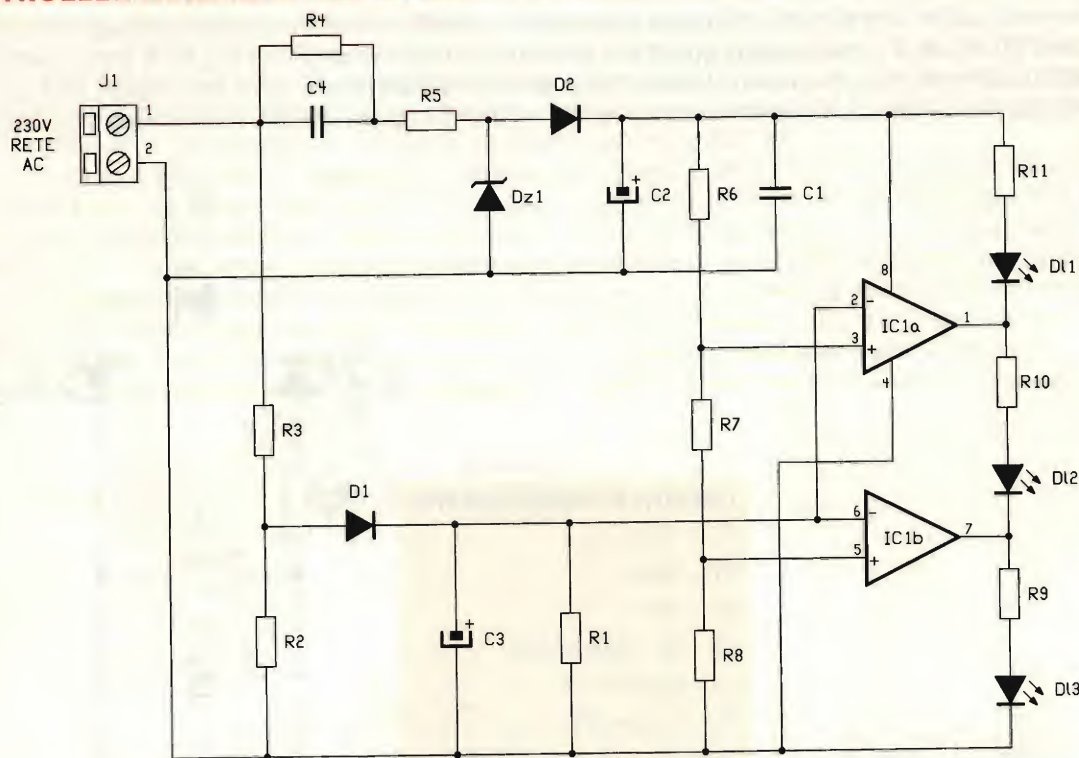 R4
J1
C4
R5
D2
1
230V
RETE
AC
2
R11
Dz1
+
C2
R6
C1
8
Dl1
2
-
IC1a
1
3
+
4
R10
R3
R7
D1
Dl2
6
-
IC1b
7
5
+
R9
R2
+
C3
R1
R8
Dl3